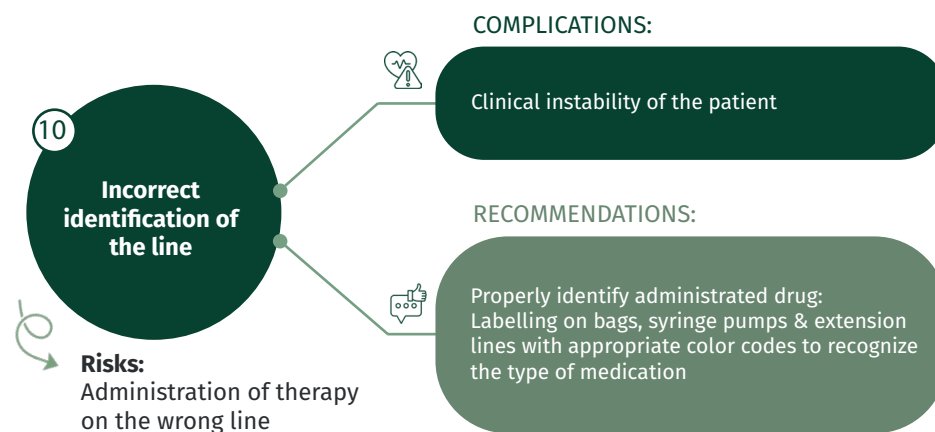 10
Incorrect
identification of
the line
Risks:
Administration of therapy
on the wrong line
COMPLICATIONS:
Clinical instability of the patient
RECOMMENDATIONS:
Properly identify administrated drug:
Labelling on bags, syringe pumps & extension
lines with appropriate color codes to recognize
the type of medication